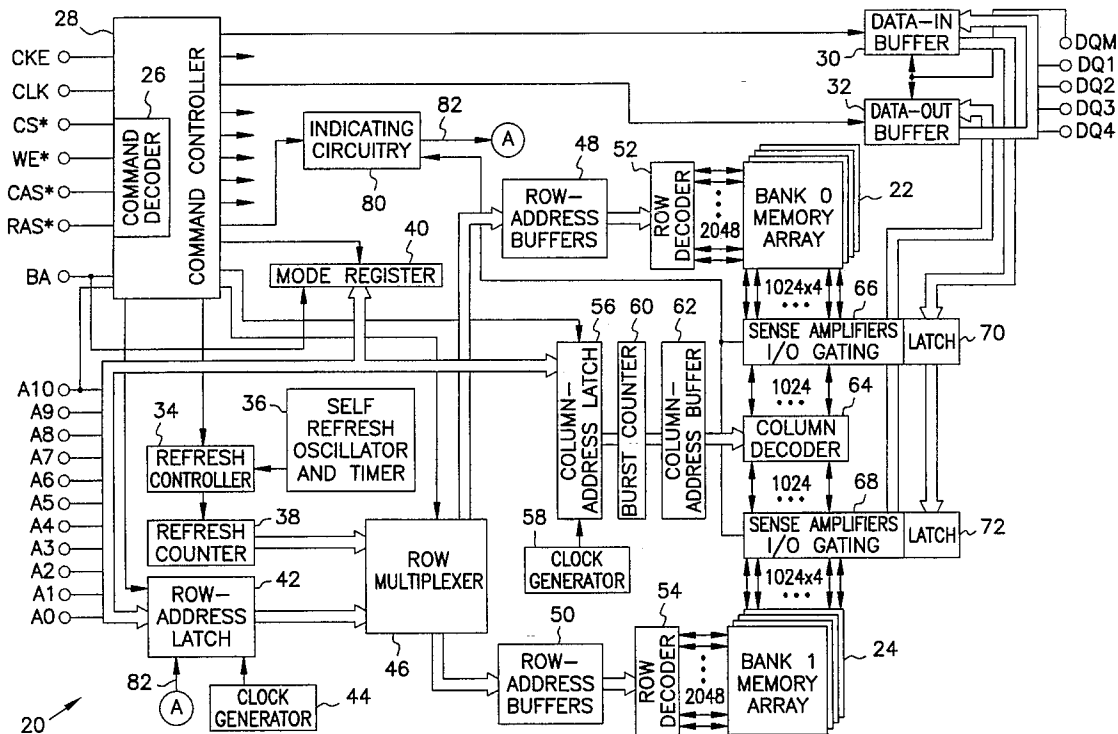 28
CKE
CLK
CS*
WE*
CAS*
RAS*
BA
26
COMMAND
DECODER
COMMAND CONTROLLER
82
INDICATING
CIRCUITRY
80
A
40
MODE REGISTER
DATA-IN
BUFFER
30
32
DATA-OUT
BUFFER
DQM
DQ1
DQ2
DQ3
DQ4
48
ROW-
ADDRESS
BUFFERS
52
ROW
DECODER
2048
BANK 0
MEMORY
ARRAY
22
1024x4
66
SENSE AMPLIFIERS
I/O GATING
LATCH
70
1024
64
COLUMN
DECODER
1024
68
SENSE AMPLIFIERS
I/O GATING
LATCH
72
1024x4
56
COLUMN-
ADDRESS LATCH
60
BURST COUNTER
62
COLUMN-
ADDRESS BUFFER
58
CLOCK
GENERATOR
A10
A9
A8
A7
A6
A5
A4
A3
A2
A1
A0
34
REFRESH
CONTROLLER
36
SELF
REFRESH
OSCILLATOR
AND TIMER
38
REFRESH
COUNTER
42
ROW-
ADDRESS
LATCH
82
A
44
CLOCK
GENERATOR
ROW
MULTIPLEXER
46
50
ROW-
ADDRESS
BUFFERS
54
ROW
DECODER
2048
BANK 1
MEMORY
ARRAY
24
20